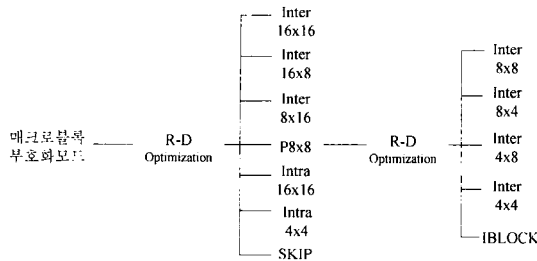 매크로블록
부호화모드
R-D
Optimization
Inter
16x16
Inter
16x8
Inter
8x16
P8x8
Intra
16x16
Intra
4x4
SKIP
R-D
Optimization
Inter
8x8
Inter
8x4
Inter
4x8
Inter
4x4
IBLOCK